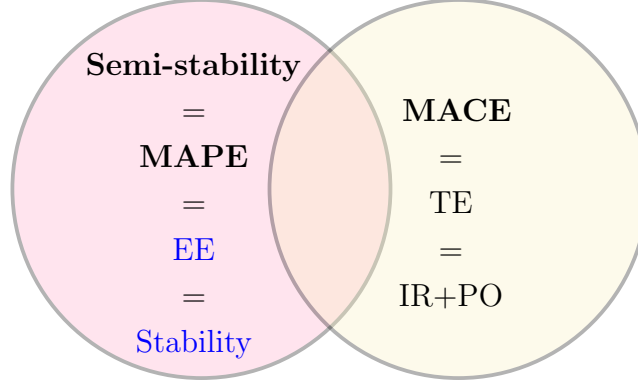 Semi-stability
=
MAPE
=
EE
=
Stability
MACE
=
TE
=
IR+PO